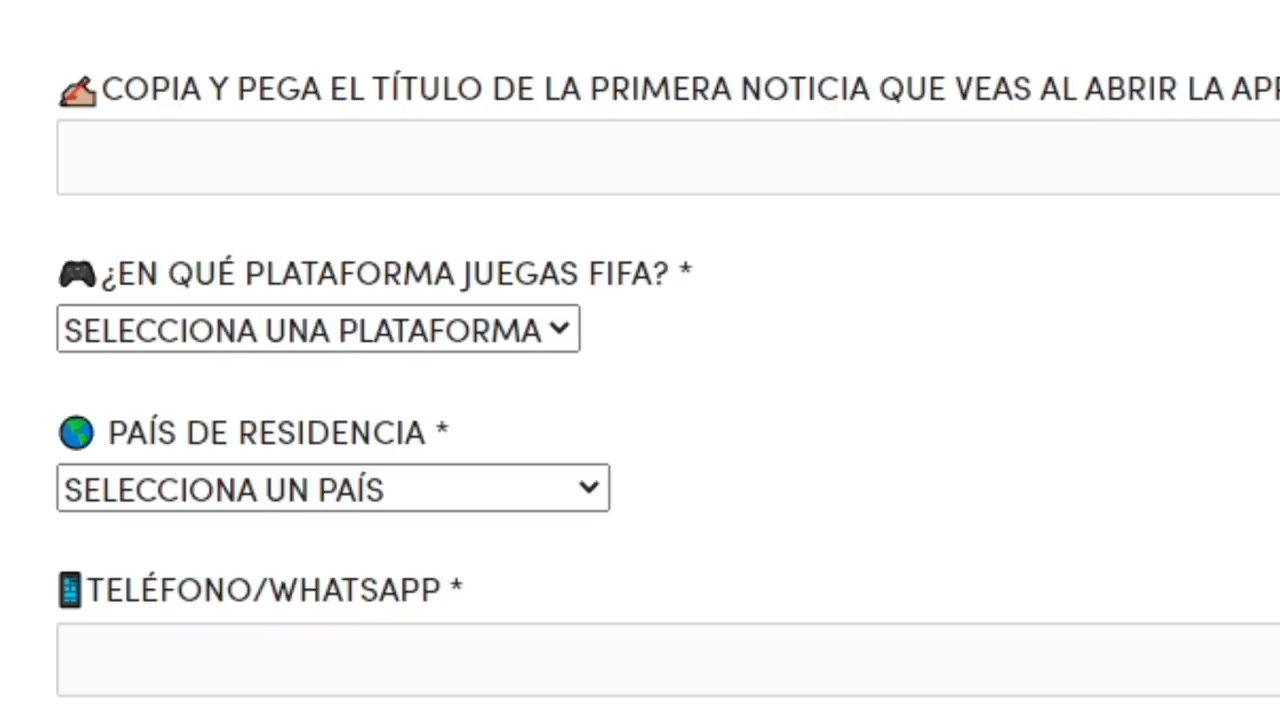 COPIA Y PEGA EL TÍTULO DE LA PRIMERA NOTICIA QUE VEAS AL ABRIR LA
¿EN QUÉ PLATAFORMA JUEGAS FIFA? *
SELECCIONA UNA PLATAFORMA
PAÍS DE RESIDENCIA *
SELECCIONA UN PAÍS
TELÉFONO/WHATSAPP *